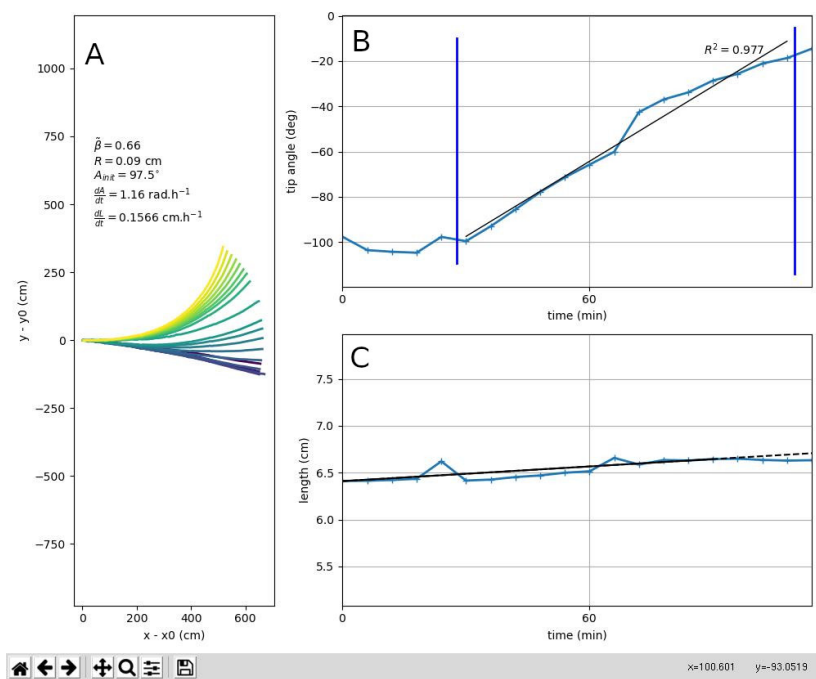 A
1000
750
500
250
0
−250
−500
−750
y - y0 (cm)
β̃ = 0.66
R = 0.09 cm
A_init = 97.5°
dA/dt = 1.16 rad.h⁻¹
dL/dt = 0.1566 cm.h⁻¹
0 200 400 600
x - x0 (cm)
B
R² = 0.977
0
−20
−40
−60
−80
−100
tip angle (deg)
0 60
time (min)
C
7.5
7.0
6.5
6.0
5.5
length (cm)
0 60
time (min)
x=100.601 y=-93.0519